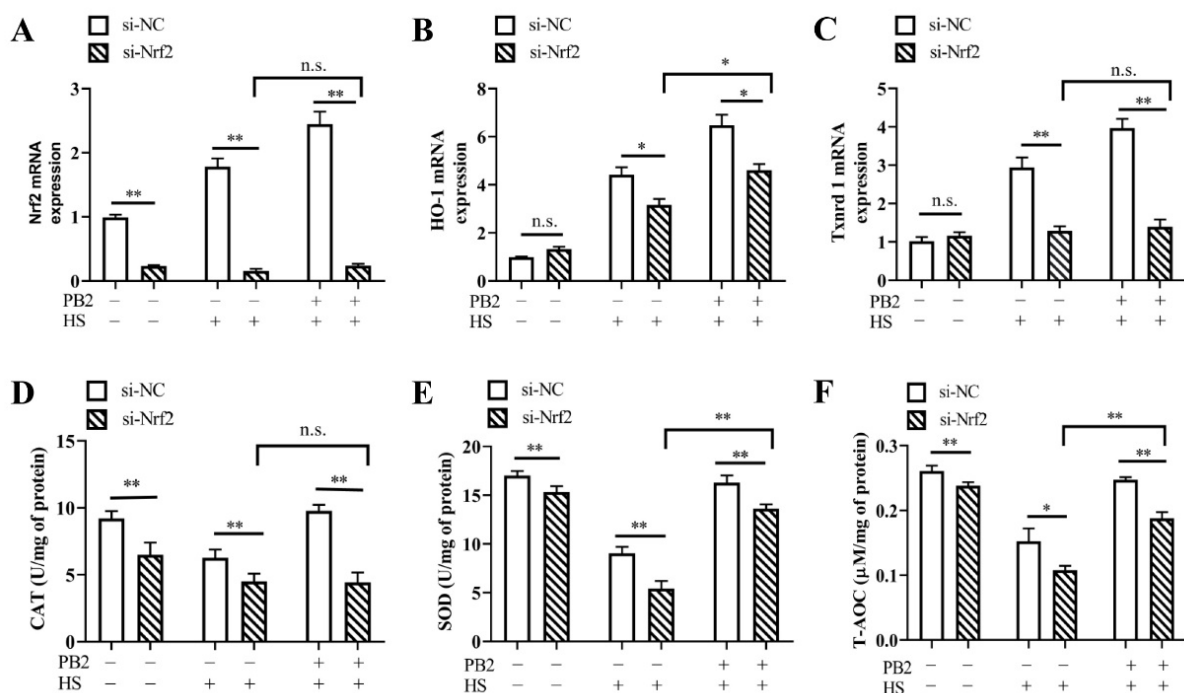 A
si-NC
si-Nrf2
n.s.
**
**
**
Nrf2 mRNA
expression
3
2
1
0
PB2 − − − − + +
HS − − + + + +
B
si-NC
si-Nrf2
*
*
*
n.s.
HO-1 mRNA
expression
8
6
4
2
0
PB2 − − − − + +
HS − − + + + +
C
si-NC
si-Nrf2
n.s.
**
**
n.s.
Txnrd 1 mRNA
expression
5
4
3
2
1
0
PB2 − − − − + +
HS − − + + + +
D
si-NC
si-Nrf2
n.s.
**
**
**
CAT (U/mg of protein)
15
10
5
0
PB2 − − − − + +
HS − − + + + +
E
si-NC
si-Nrf2
**
**
**
**
SOD (U/mg of protein)
20
15
10
5
0
PB2 − − − − + +
HS − − + + + +
F
si-NC
si-Nrf2
**
**
**
*
T-AOC (μM/mg of protein)
0.3
0.2
0.1
0.0
PB2 − − − − + +
HS − − + + + +